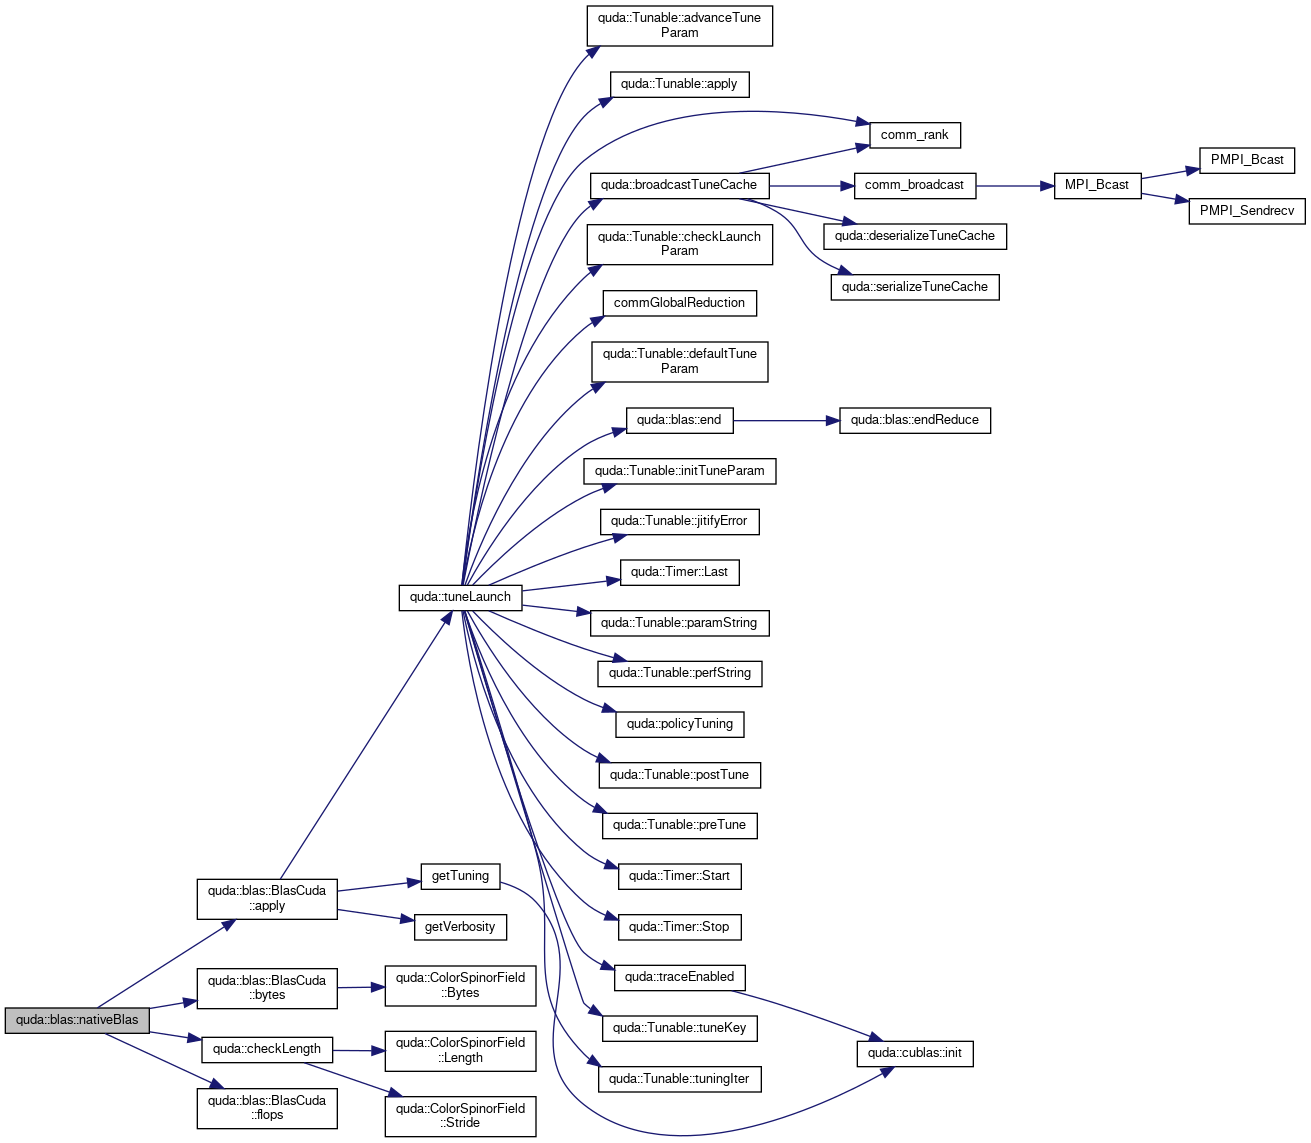 quda::Tunable::advanceTune
Param
quda::Tunable::apply
comm_rank
PMPI_Bcast
quda::broadcastTuneCache
comm_broadcast
MPI_Bcast
PMPI_Sendrecv
quda::Tunable::checkLaunch
Param
quda::deserializeTuneCache
quda::serializeTuneCache
commGlobalReduction
quda::Tunable::defaultTune
Param
quda::blas::end
quda::blas::endReduce
quda::Tunable::initTuneParam
quda::Tunable::jitifyError
quda::Timer::Last
quda::tuneLaunch
quda::Tunable::paramString
quda::Tunable::perfString
quda::policyTuning
quda::Tunable::postTune
quda::Tunable::preTune
quda::Timer::Start
getTuning
quda::blas::BlasCuda
::apply
getVerbosity
quda::Timer::Stop
quda::traceEnabled
quda::blas::BlasCuda
::bytes
quda::ColorSpinorField
::Bytes
quda::blas::nativeBlas
quda::Tunable::tuneKey
quda::checkLength
quda::ColorSpinorField
::Length
quda::cublas::init
quda::Tunable::tuningIter
quda::blas::BlasCuda
::flops
quda::ColorSpinorField
::Stride